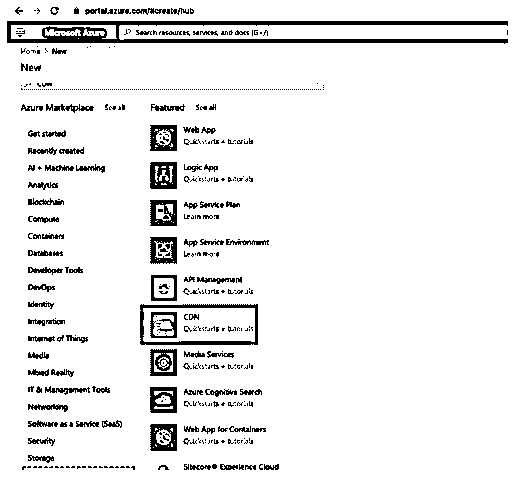 portal.azure.com/#create/hub
Microsoft Azure
Search resources, services, and docs (G+/)
Home > New
New
CDN
Azure Marketplace See all
Featured See all
Get started
Recently created
AI + Machine Learning
Analytics
Blockchain
Compute
Containers
Databases
Developer Tools
DevOps
Identity
Integration
Internet of Things
Media
Mixed Reality
IT & Management Tools
Networking
Software as a Service (SaaS)
Security
Storage
Web App
Quickstarts + tutorials
Logic App
Quickstarts + tutorials
App Service Plan
Learn more
App Service Environment
Learn more
API Management
Quickstarts + tutorials
CDN
Quickstarts + tutorials
Media Services
Quickstarts + tutorials
Azure Cognitive Search
Quickstarts + tutorials
Web App for Containers
Quickstarts + tutorials
Sitecore® Experience Cloud